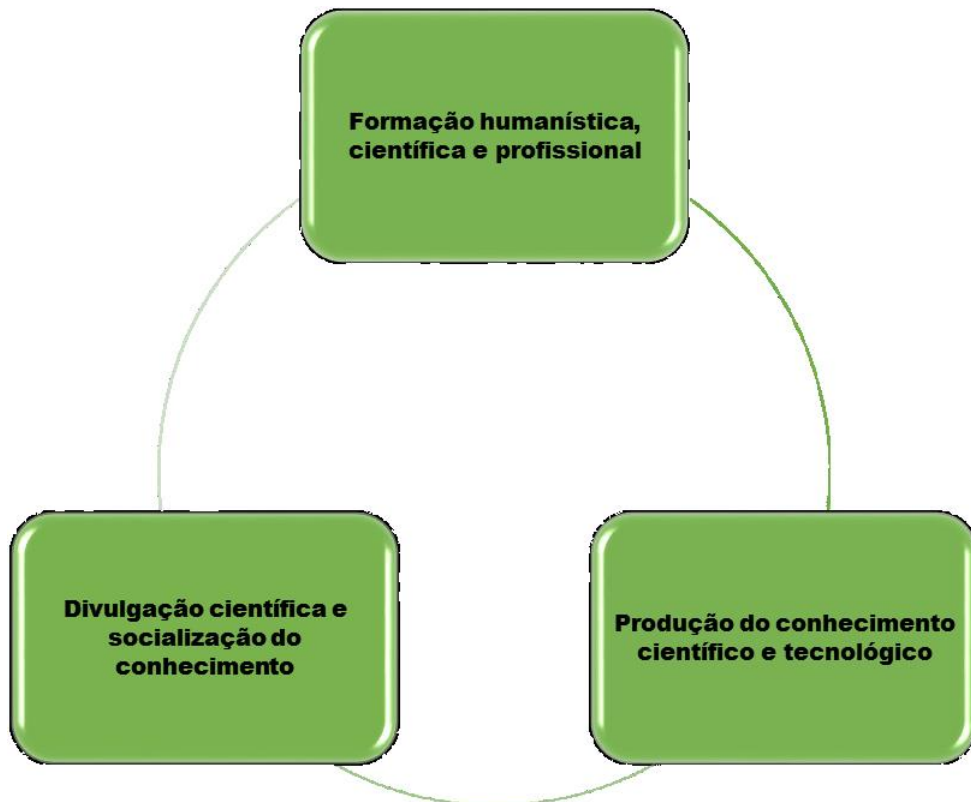 Formação humanística,
científica e profissional
Divulgação científica e
socialização do
conhecimento
Produção do conhecimento
científico e tecnológico